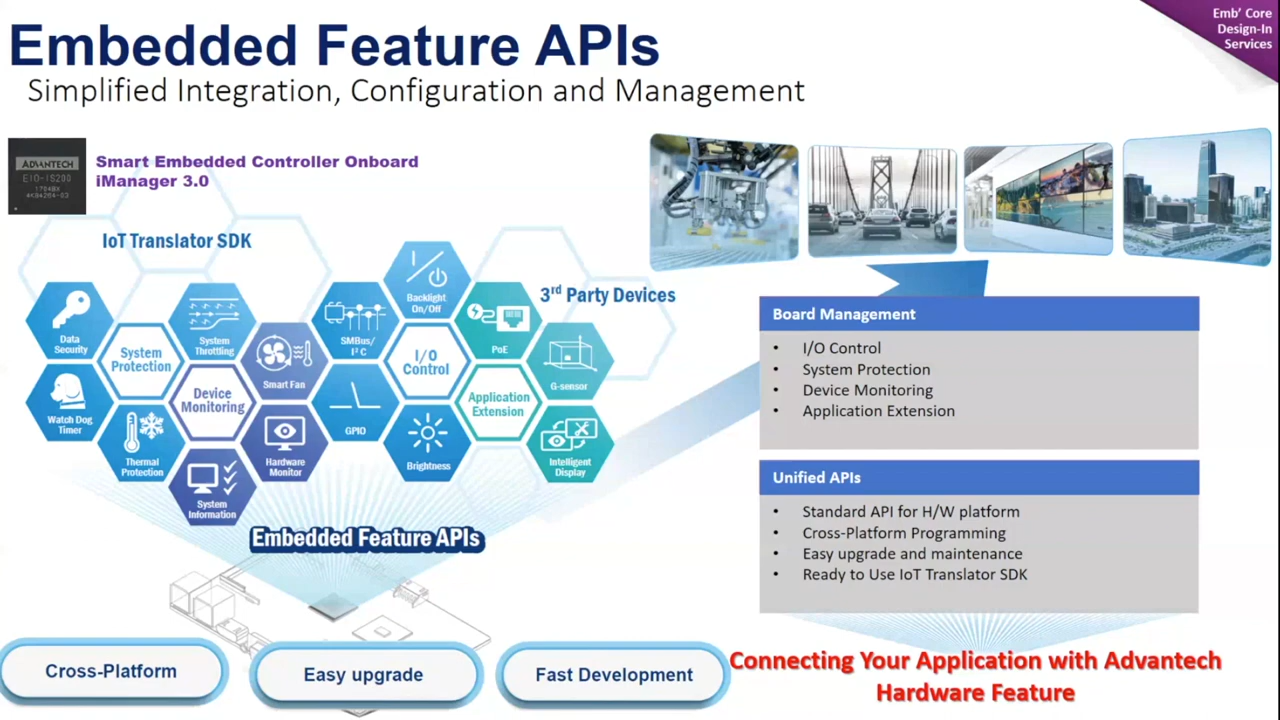 Embedded Feature APIs
Simplified Integration, Configuration and Management
Emb' Core
Design-In
Services
ADVANTECH
EIO-IS200
Smart Embedded Controller Onboard
iManager 3.0
IoT Translator SDK
3rd Party Devices
Backlight
On/Off
Data
Security
System
Protection
System
Throttling
Smart Fan
SMBus/
I² C
I/O
Control
PoE
G-sensor
Watch Dog
Timer
Device
Monitoring
GPIO
Application
Extension
Thermal
Protection
Hardware
Monitor
Brightness
Intelligent
Display
System
Information
Embedded Feature APIs
Board Management
• I/O Control
• System Protection
• Device Monitoring
• Application Extension
Unified APIs
• Standard API for H/W platform
• Cross-Platform Programming
• Easy upgrade and maintenance
• Ready to Use IoT Translator SDK
Cross-Platform
Easy upgrade
Fast Development
Connecting Your Application with Advantech
Hardware Feature